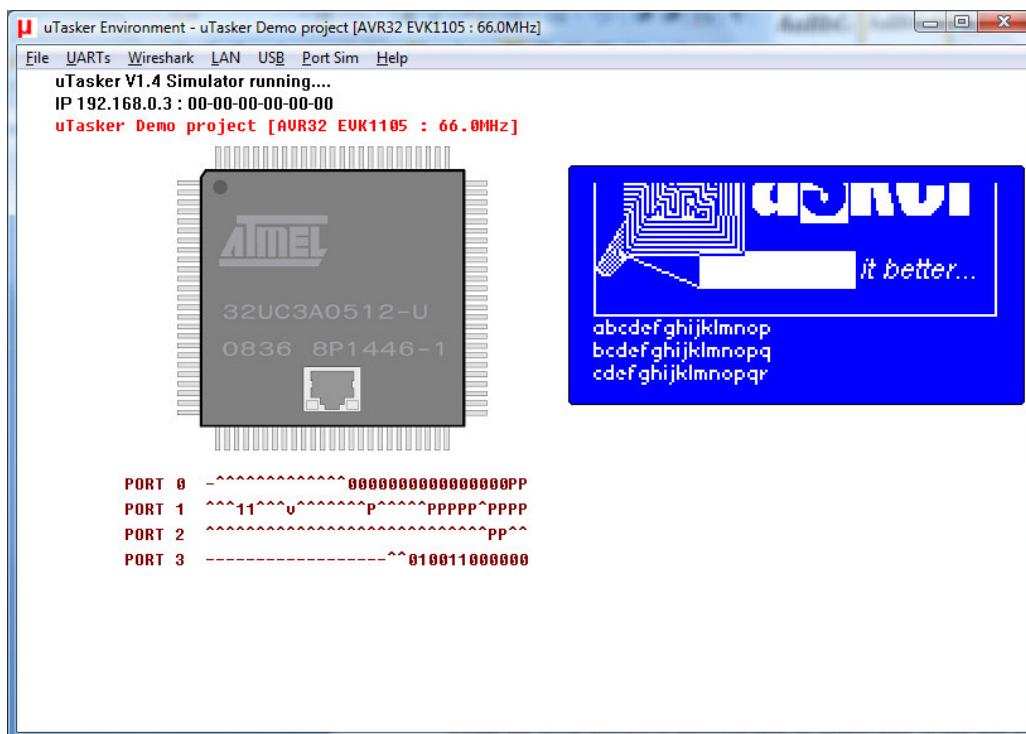 µ uTasker Environment - uTasker Demo project [AVR32 EVK1105 : 66.0MHz]
File UARTs Wireshark LAN USB Port Sim Help
uTasker V1.4 Simulator running....
IP 192.168.0.3 : 00-00-00-00-00-00
uTasker Demo project [AVR32 EVK1105 : 66.0MHz]
ATMEL
32UC3A0512-U
0836 8P1446-1
it better...
abcdefghijklmnop
bcdefghijklmnopq
cdefghijklmnopqr
PORT 0 -^^^^^^^^^^^^^0000000000000000PP
PORT 1 ^^^11^^^v^^^^^^^P^^^^^PPPPP^PPPP
PORT 2 ^^^^^^^^^^^^^^^^^^^^^^^^^^^^PP^^
PORT 3 ------------------^^010011000000